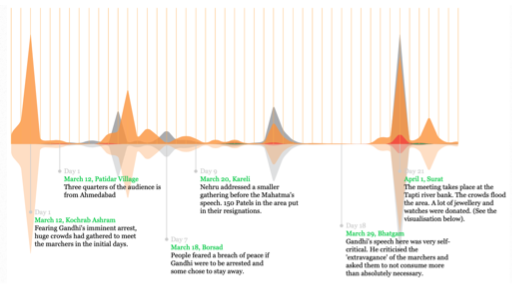 Day 1
March 12, Patidar Village
Three quarters of the audience is
from Ahmedabad
Day 1
March 12, Kochrab Ashram
Fearing Gandhi's imminent arrest,
huge crowds had gathered to meet
the marchers in the initial days.
Day 7
March 18, Borsad
People feared a breach of peace if
Gandhi were to be arrested and
some chose to stay away.
Day 9
March 20, Kareli
Nehru addressed a smaller
gathering before the Mahatma's
speech. 150 Patels in the area put
in their resignations.
Day 18
March 29, Bhatgam
Gandhi's speech here was very self-
critical. He criticised the
'extravagance' of the marchers and
asked them to not consume more
than absolutely necessary.
April 1, Surat
The meeting takes place at the
Tapti river bank. The crowds flood
the area. A lot of jewellery and
watches were donated. (See the
visualisation below).